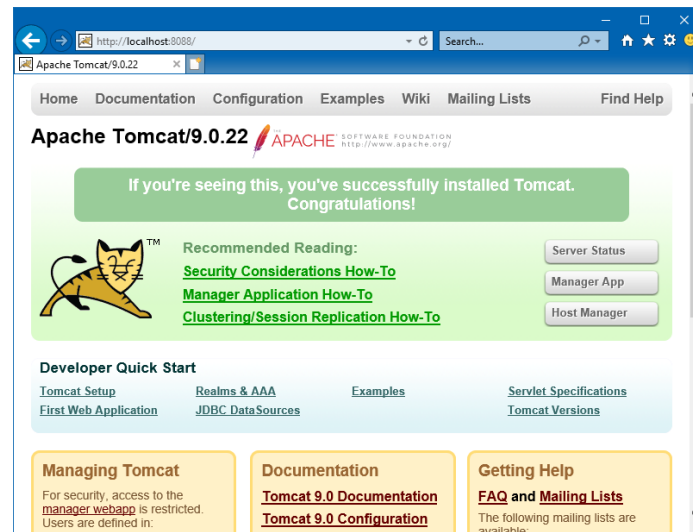 http://localhost:8088/
Search...
Apache Tomcat/9.0.22
Home Documentation Configuration Examples Wiki Mailing Lists Find Help
Apache Tomcat/9.0.22
THE
APACHE SOFTWARE FOUNDATION
http://www.apache.org/
If you're seeing this, you've successfully installed Tomcat.
Congratulations!
TM
Recommended Reading:
Security Considerations How-To
Manager Application How-To
Clustering/Session Replication How-To
Server Status
Manager App
Host Manager
Developer Quick Start
Tomcat Setup Realms & AAA Examples Servlet Specifications
First Web Application JDBC DataSources Tomcat Versions
Managing Tomcat
For security, access to the
manager webapp is restricted.
Users are defined in:
Documentation
Tomcat 9.0 Documentation
Tomcat 9.0 Configuration
Getting Help
FAQ and Mailing Lists
The following mailing lists are
available: